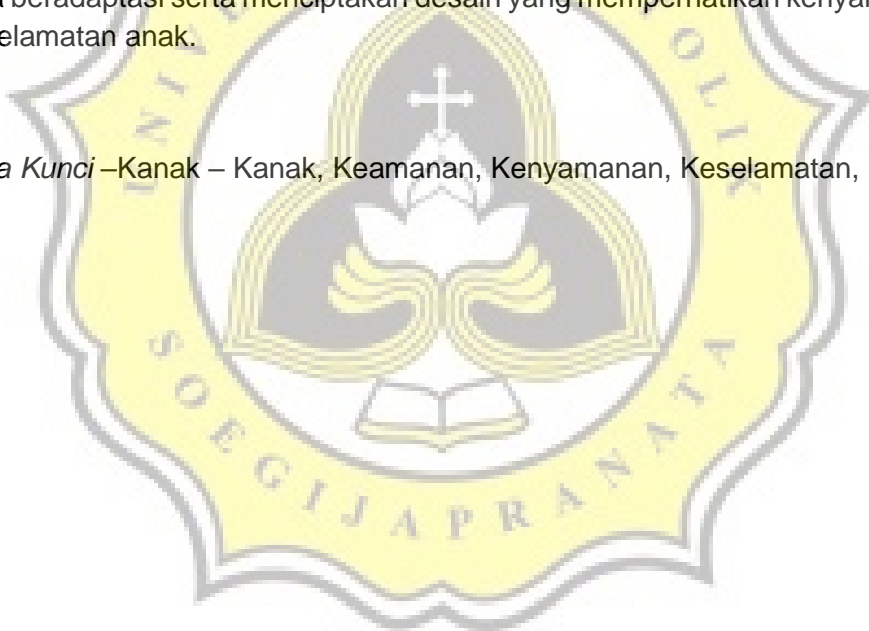 beradaptasi serta menciptakan desain yang memperhatikan
elamatan anak.
a Kunci –Kanak – Kanak, Keamanan, Kenyamanan, Keselamatan,
SOEGIJAPRANATA